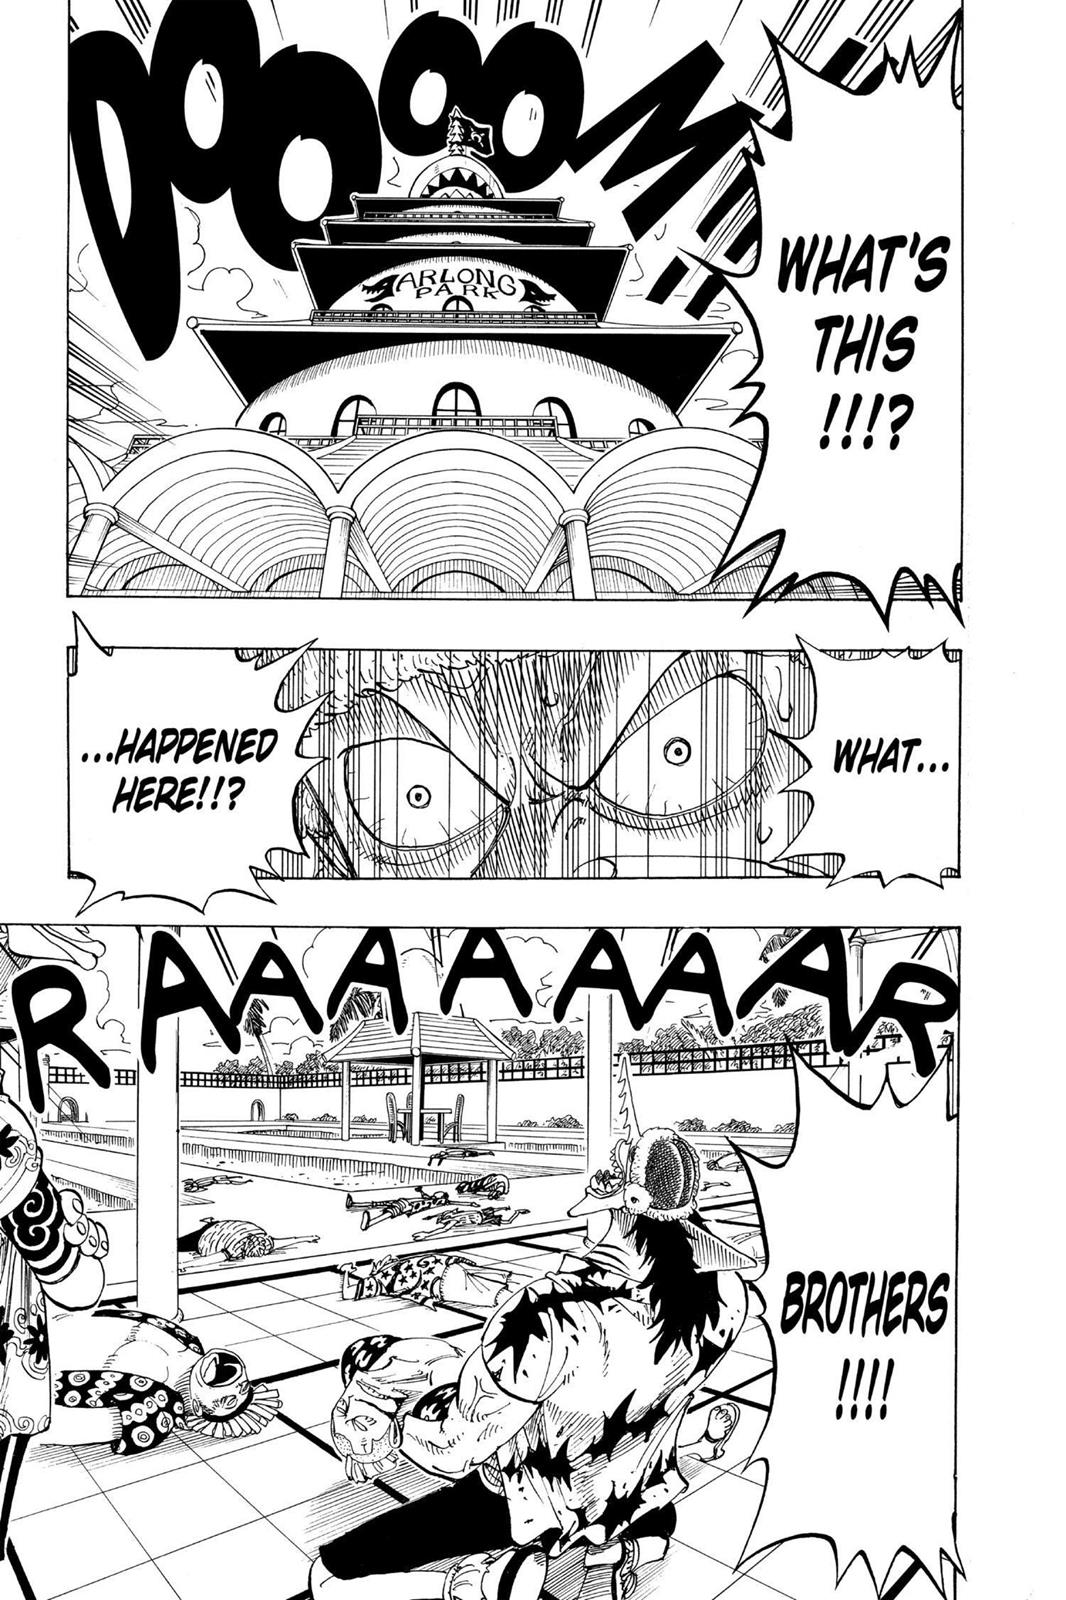 DOOOOM!!
WHAT'S
THIS
!!!?
ARLONG
PARK
WHAT...
...HAPPENED
HERE!!?
RAAAAAAAR
BROTHERS
!!!!